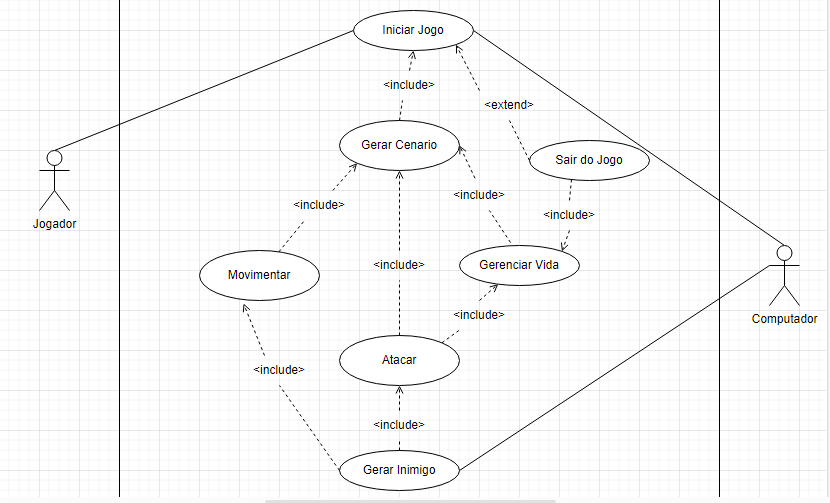 Iniciar Jogo
<include>
<extend>
Gerar Cenario
Sair do Jogo
<include>
<include>
<include>
Jogador
Movimentar
<include>
Gerenciar Vida
<include>
Computador
Atacar
<include>
<include>
Gerar Inimigo